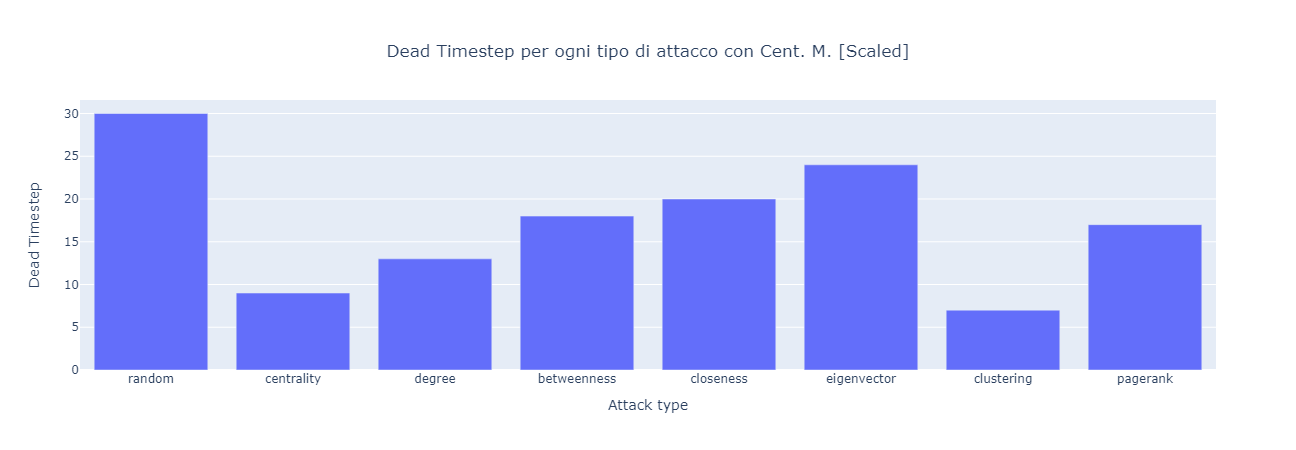 Dead Timestep per ogni tipo di attacco con Cent. M. [Scaled]
Dead Timestep
30
25
20
15
10
5
0
random centrality degree betweenness closeness eigenvector clustering pagerank
Attack type